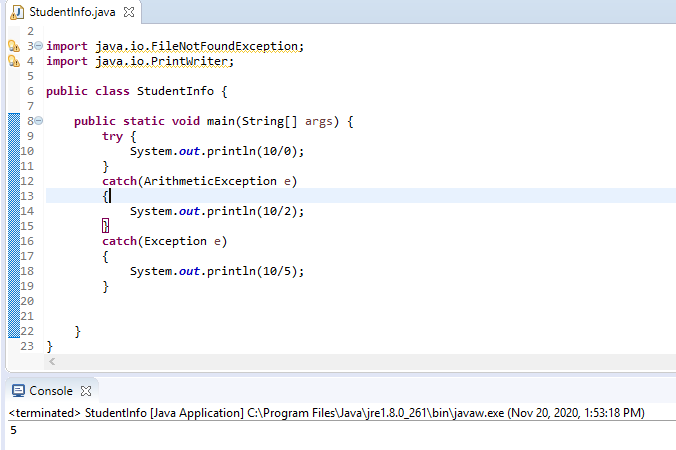 StudentInfo.java
2
3 import java.io.FileNotFoundException;
4 import java.io.PrintWriter;
5
6 public class StudentInfo {
7
8 public static void main(String[] args) {
9 try {
10 System.out.println(10/0);
11 }
12 catch(ArithmeticException e)
13 {
14 System.out.println(10/2);
15 }
16 catch(Exception e)
17 {
18 System.out.println(10/5);
19 }
20
21
22 }
23 }
Console
<terminated> StudentInfo [Java Application] C:\Program Files\Java\jre1.8.0_261\bin\javaw.exe (Nov 20, 2020, 1:53:18 PM)
5